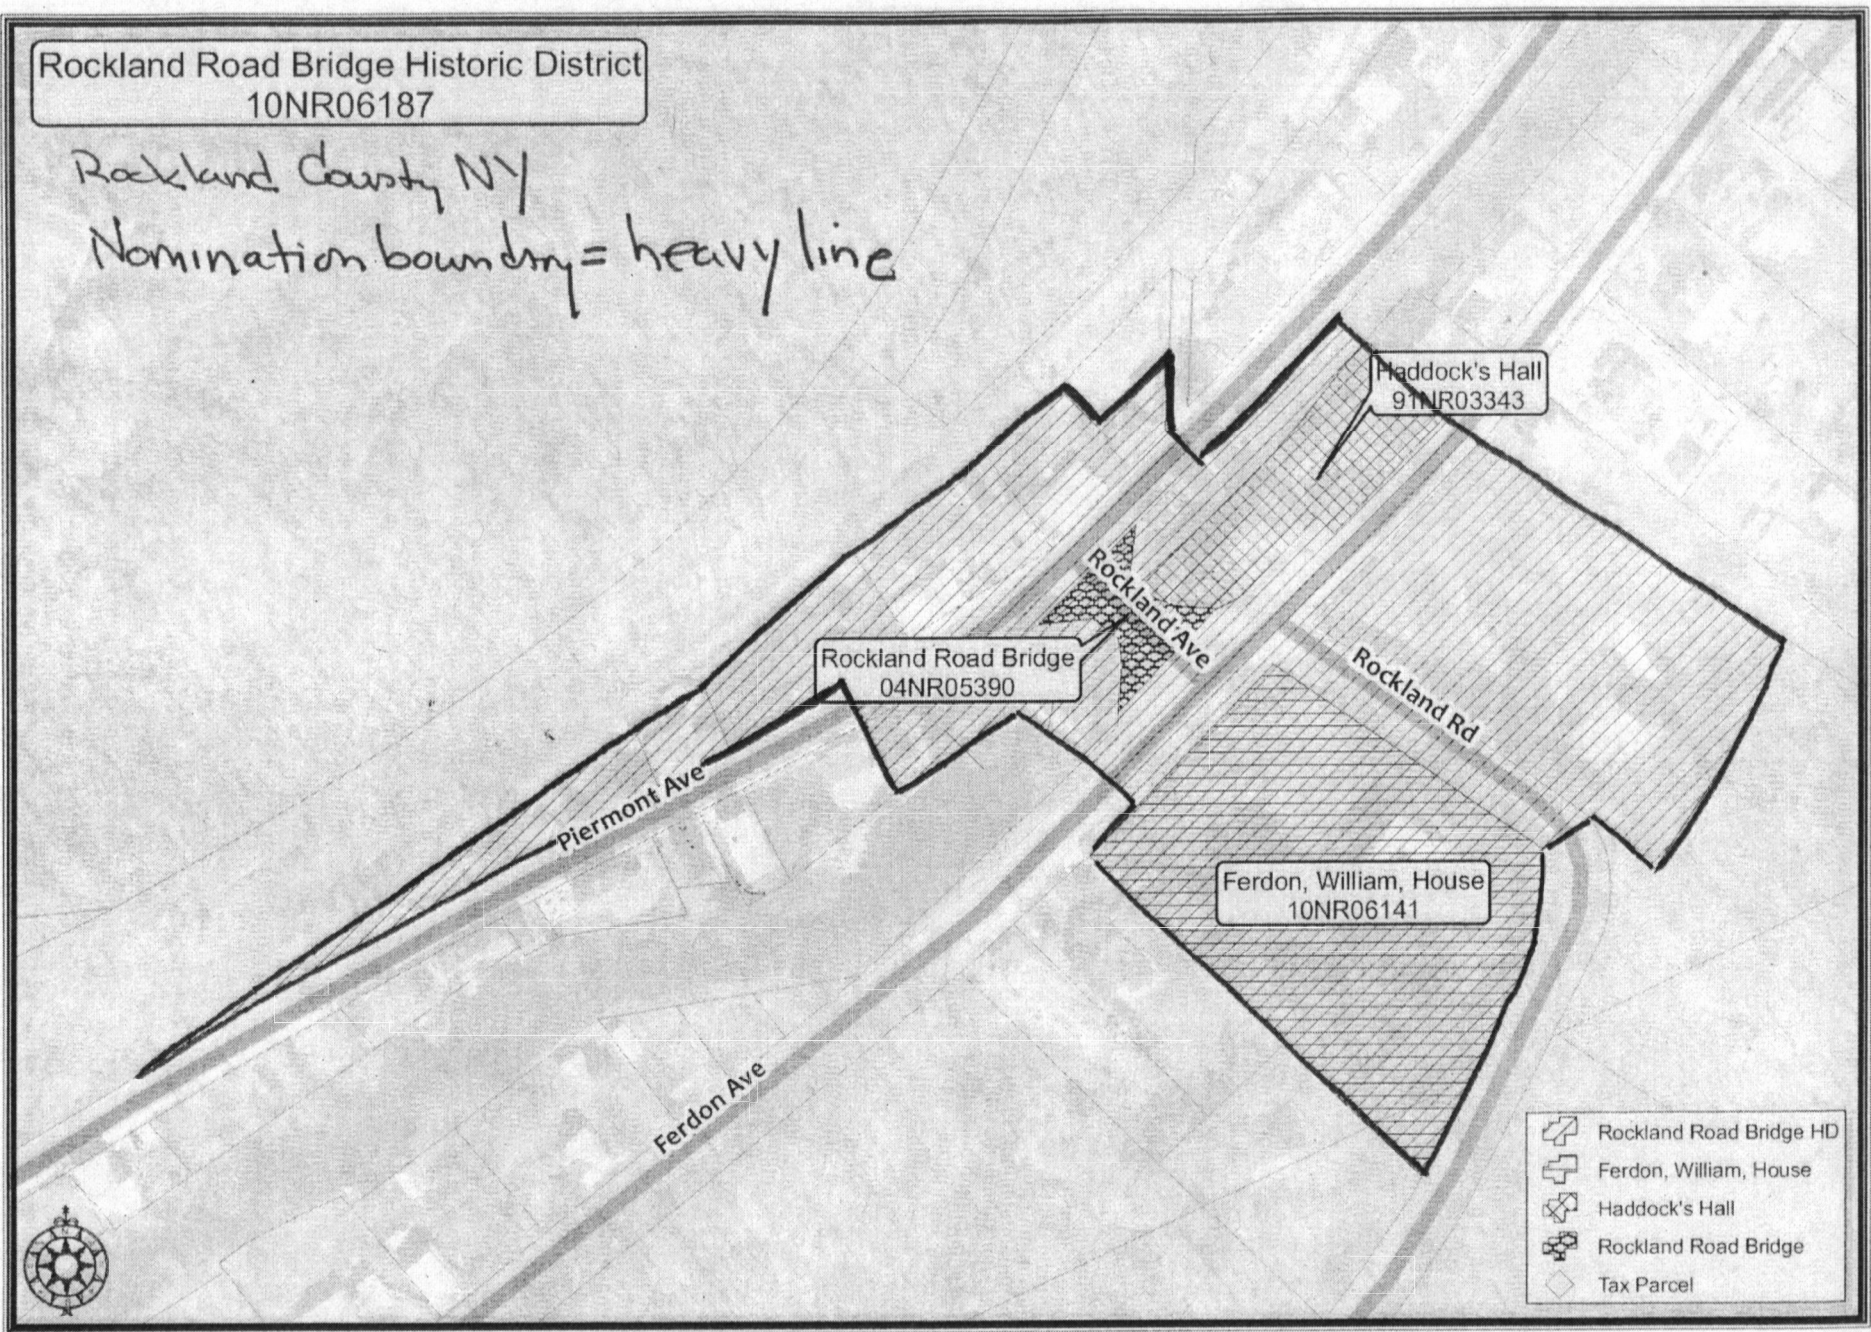 Rockland Road Bridge Historic District
10NR06187
Rockland County NY
Nomination boundry = heavy line
Haddock's Hall
91NR03343
Rockland Ave
Rockland Road Bridge
04NR05390
Rockland Rd
Piermont Ave
Ferdon, William, House
10NR06141
Ferdon Ave
Rockland Road Bridge HD
Ferdon, William, House
Haddock's Hall
Rockland Road Bridge
Tax Parcel